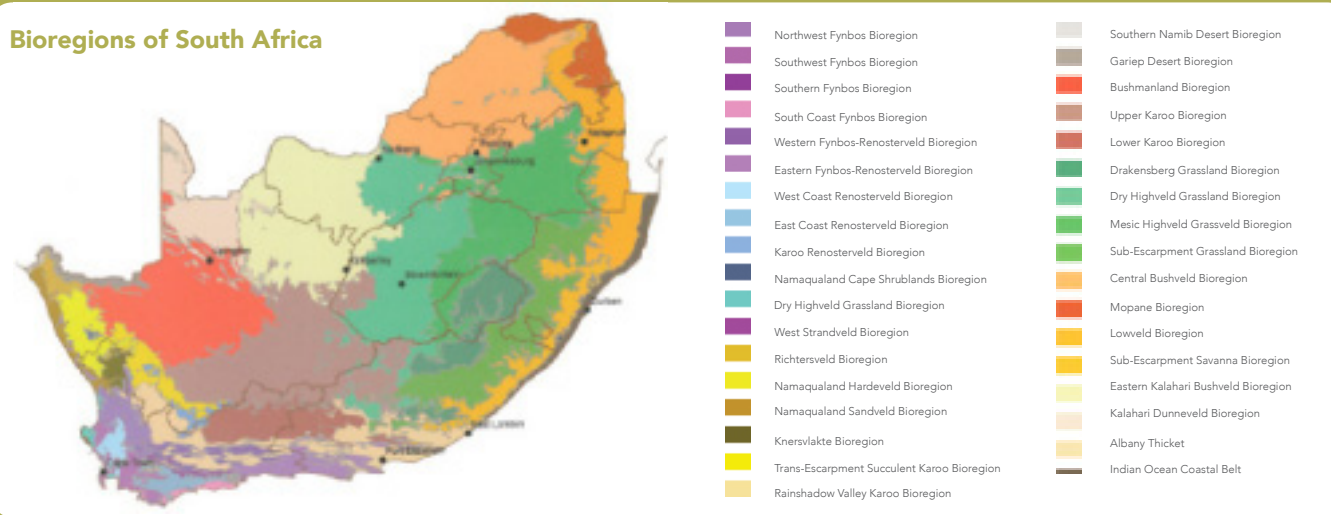 Bioregions of South Africa
Northwest Fynbos Bioregion
Southwest Fynbos Bioregion
Southern Fynbos Bioregion
South Coast Fynbos Bioregion
Western Fynbos-Renosterveld Bioregion
Eastern Fynbos-Renosterveld Bioregion
West Coast Renosterveld Bioregion
East Coast Renosterveld Bioregion
Karoo Renosterveld Bioregion
Namaqualand Cape Shrublands Bioregion
Dry Highveld Grassland Bioregion
West Strandveld Bioregion
Richtersveld Bioregion
Namaqualand Hardeveld Bioregion
Namaqualand Sandveld Bioregion
Knersvlakte Bioregion
Trans-Escarpment Succulent Karoo Bioregion
Rainshadow Valley Karoo Bioregion
Southern Namib Desert Bioregion
Gariep Desert Bioregion
Bushmanland Bioregion
Upper Karoo Bioregion
Lower Karoo Bioregion
Drakensberg Grassland Bioregion
Dry Highveld Grassland Bioregion
Mesic Highveld Grassveld Bioregion
Sub-Escarpment Grassland Bioregion
Central Bushveld Bioregion
Mopane Bioregion
Lowveld Bioregion
Sub-Escarpment Savanna Bioregion
Eastern Kalahari Bushveld Bioregion
Kalahari Dunneveld Bioregion
Albany Thicket
Indian Ocean Coastal Belt